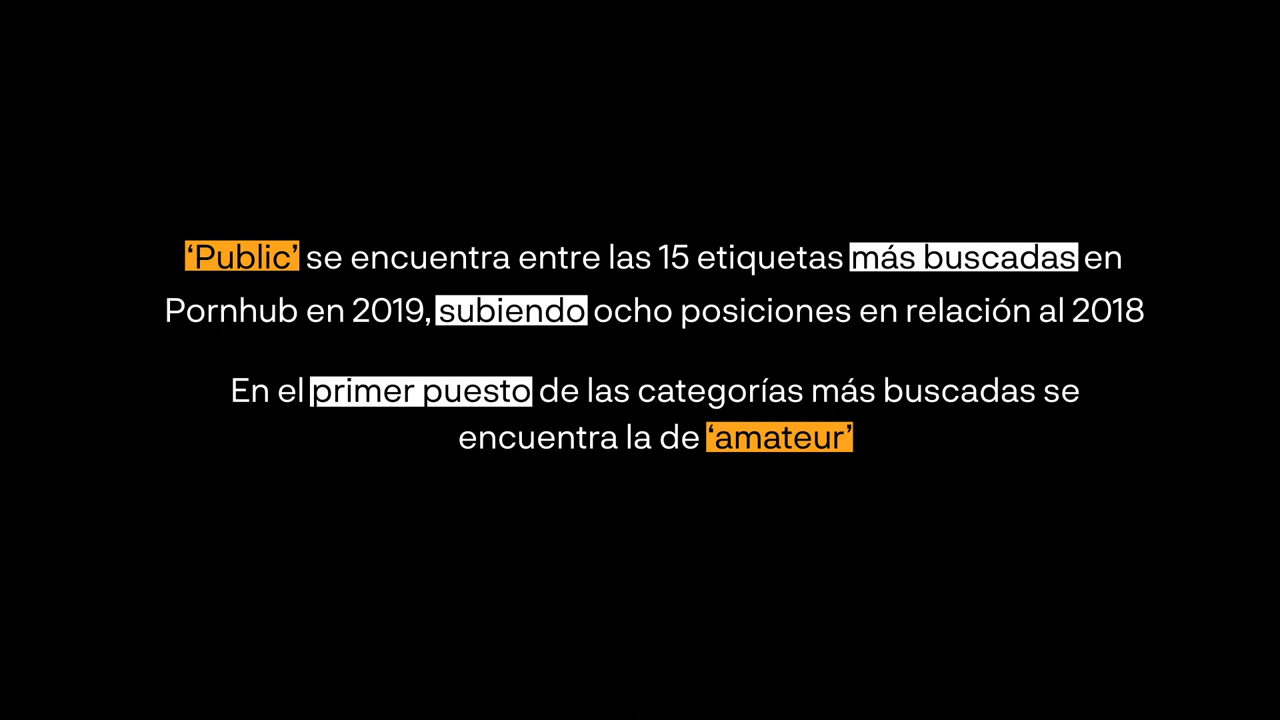 ‘Public’ se encuentra entre las 15 etiquetas más buscadas en
Pornhub en 2019, subiendo ocho posiciones en relación al 2018
En el primer puesto de las categorías más buscadas se
encuentra la de ‘amateur’